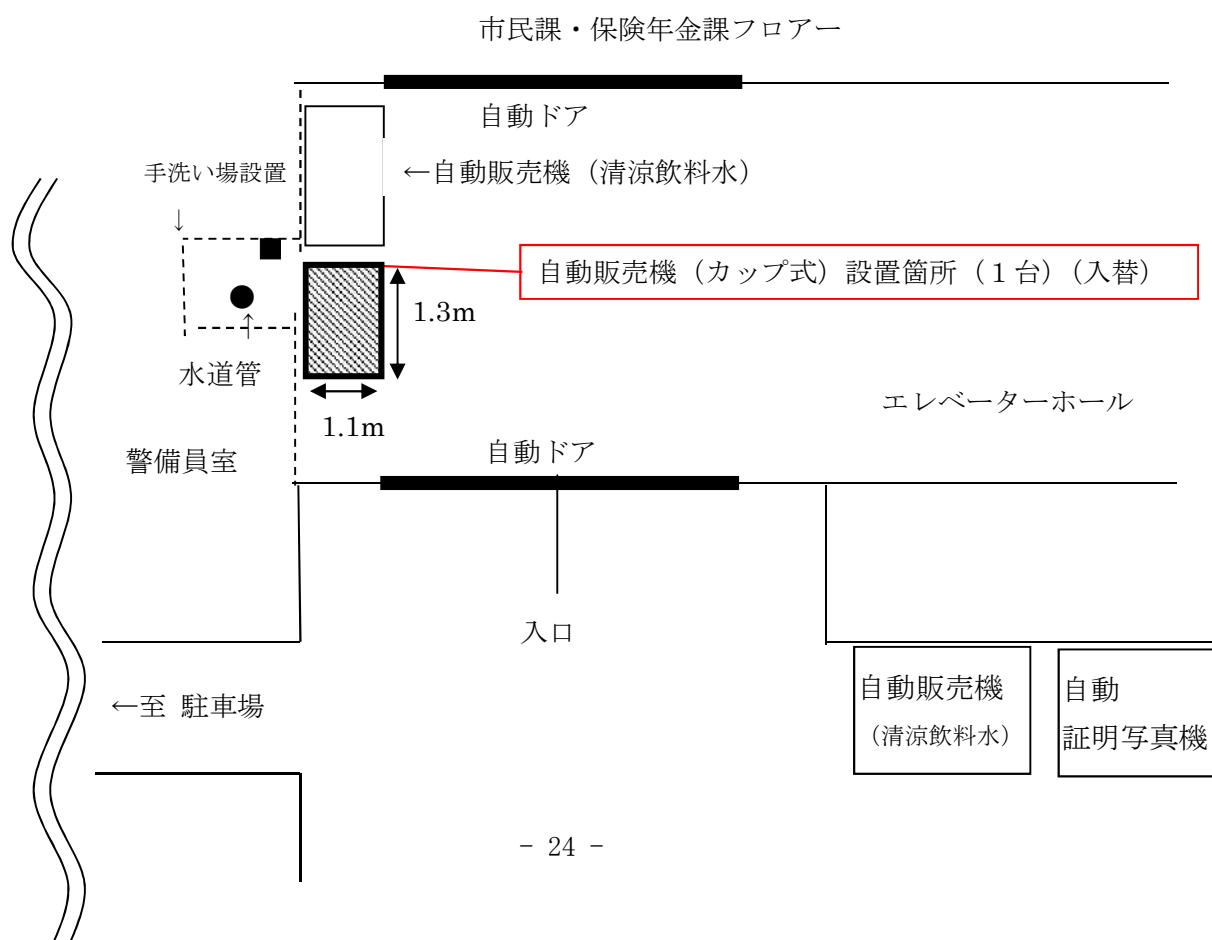 市民課・保険年金課フロアー
自動ドア
手洗い場設置
←自動販売機（清涼飲料水）
↓
自動販売機（カップ式）設置箇所（１台）（入替）
1.3m
↑
水道管
1.1m
エレベーターホール
警備員室
自動ドア
入口
←至 駐車場
自動販売機
（清涼飲料水）
自動
証明写真機
- 24 -